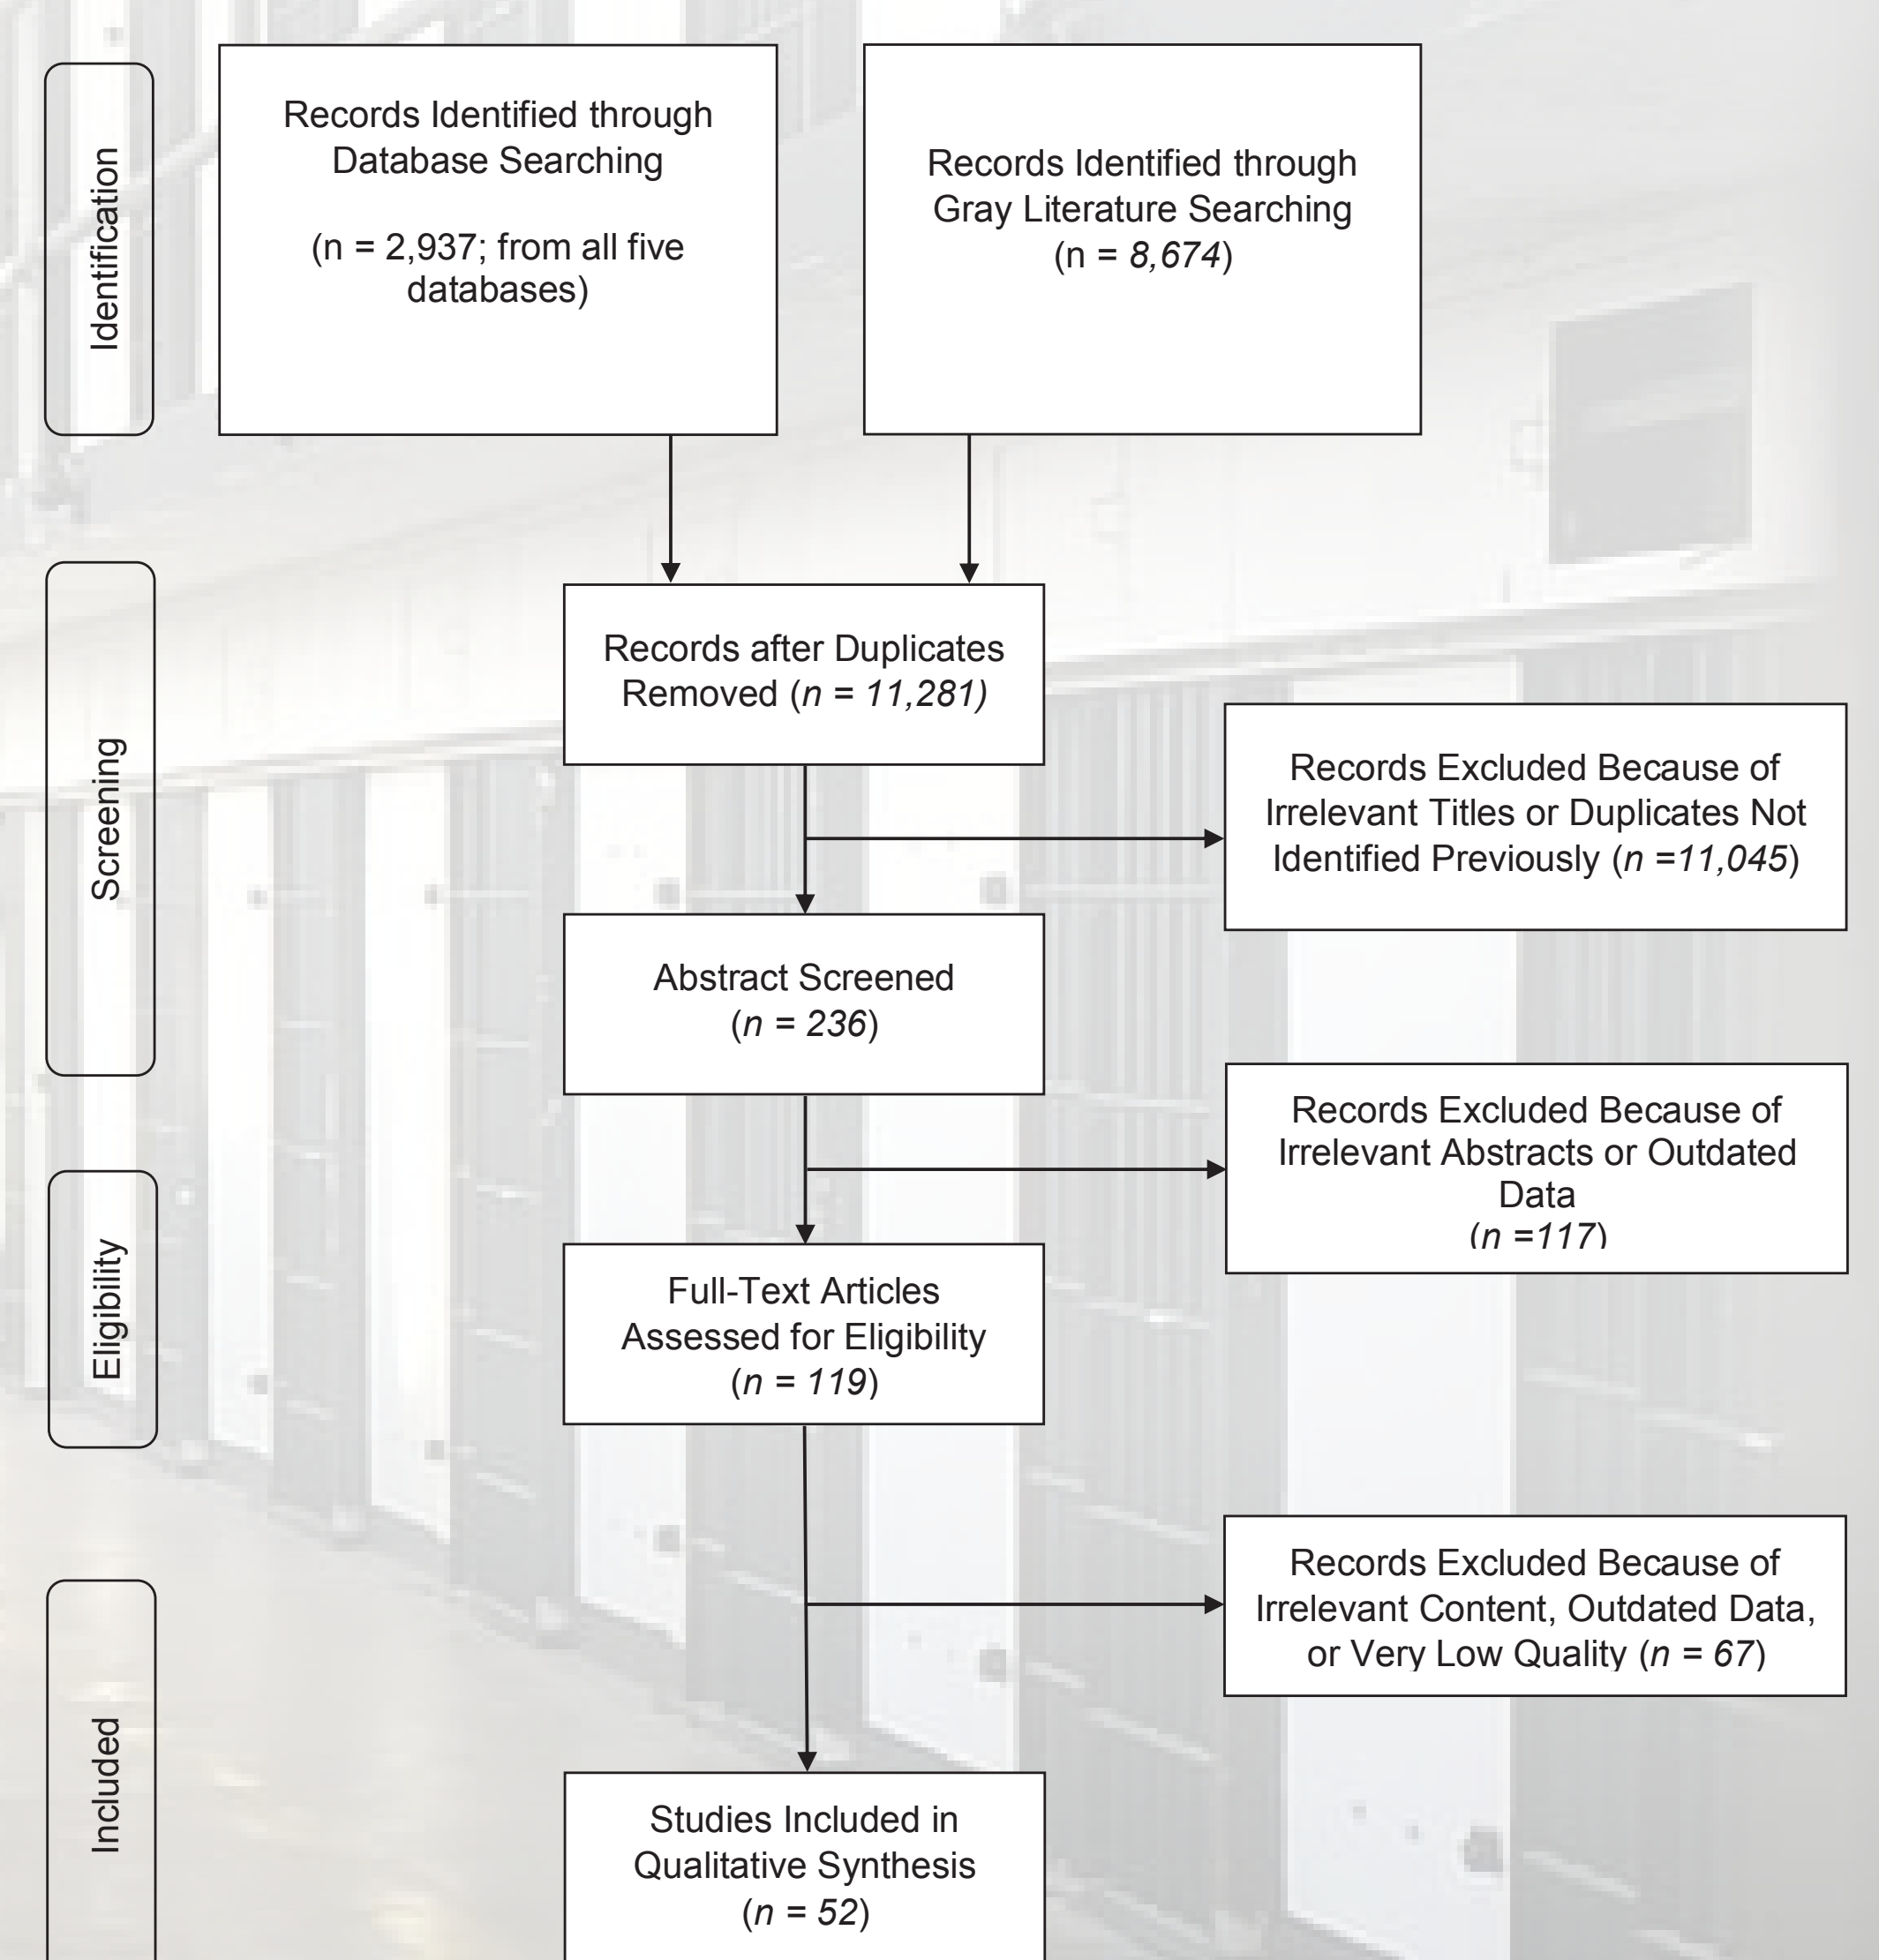 Identification
Records Identified through
Database Searching
(n = 2,937; from all five
databases)
Records Identified through
Gray Literature Searching
(n = 8,674)
Screening
Records after Duplicates
Removed (n = 11,281)
Records Excluded Because of
Irrelevant Titles or Duplicates Not
Identified Previously (n =11,045)
Abstract Screened
(n = 236)
Records Excluded Because of
Irrelevant Abstracts or Outdated
Data
(n =117)
Eligibility
Full-Text Articles
Assessed for Eligibility
(n = 119)
Records Excluded Because of
Irrelevant Content, Outdated Data,
or Very Low Quality (n = 67)
Included
Studies Included in
Qualitative Synthesis
(n = 52)